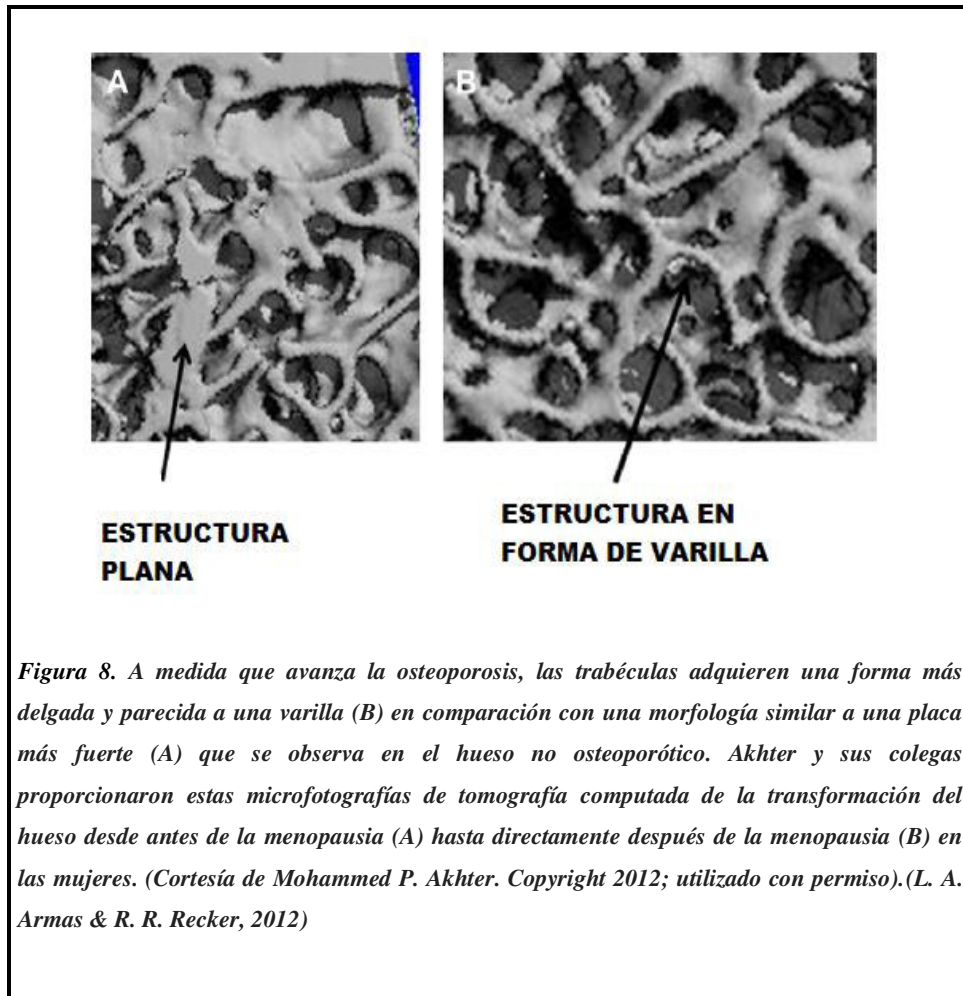 A
B
ESTRUCTURA
PLANA
ESTRUCTURA EN
FORMA DE VARILLA
Figura 8. A medida que avanza la osteoporosis, las trabéculas adquieren una forma más
delgada y parecida a una varilla (B) en comparación con una morfología similar a una placa
más fuerte (A) que se observa en el hueso no osteoporótico. Akhter y sus colegas
proporcionaron estas microfotografías de tomografía computada de la transformación del
hueso desde antes de la menopausia (A) hasta directamente después de la menopausia (B) en
las mujeres. (Cortesía de Mohammed P. Akhter. Copyright 2012; utilizado con permiso).(L. A.
Armas & R. R. Recker, 2012)